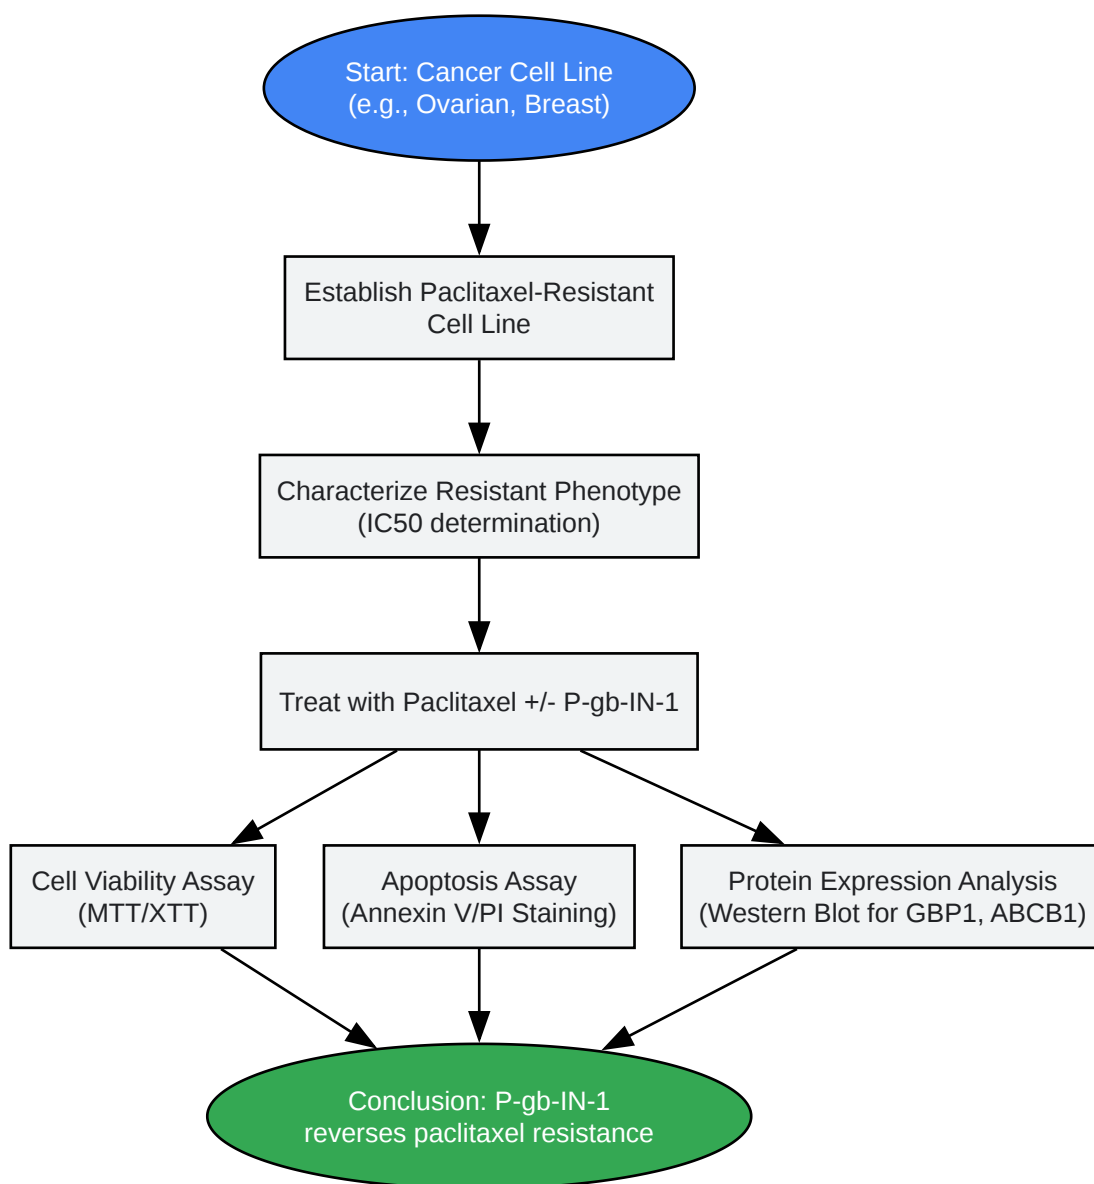 Start: Cancer Cell Line
(e.g., Ovarian, Breast)
Establish Paclitaxel-Resistant
Cell Line
Characterize Resistant Phenotype
(IC50 determination)
Treat with Paclitaxel +/- P-gb-IN-1
Cell Viability Assay
(MTT/XTT)
Apoptosis Assay
(Annexin V/PI Staining)
Protein Expression Analysis
(Western Blot for GBP1, ABCB1)
Conclusion: P-gb-IN-1
reverses paclitaxel resistance